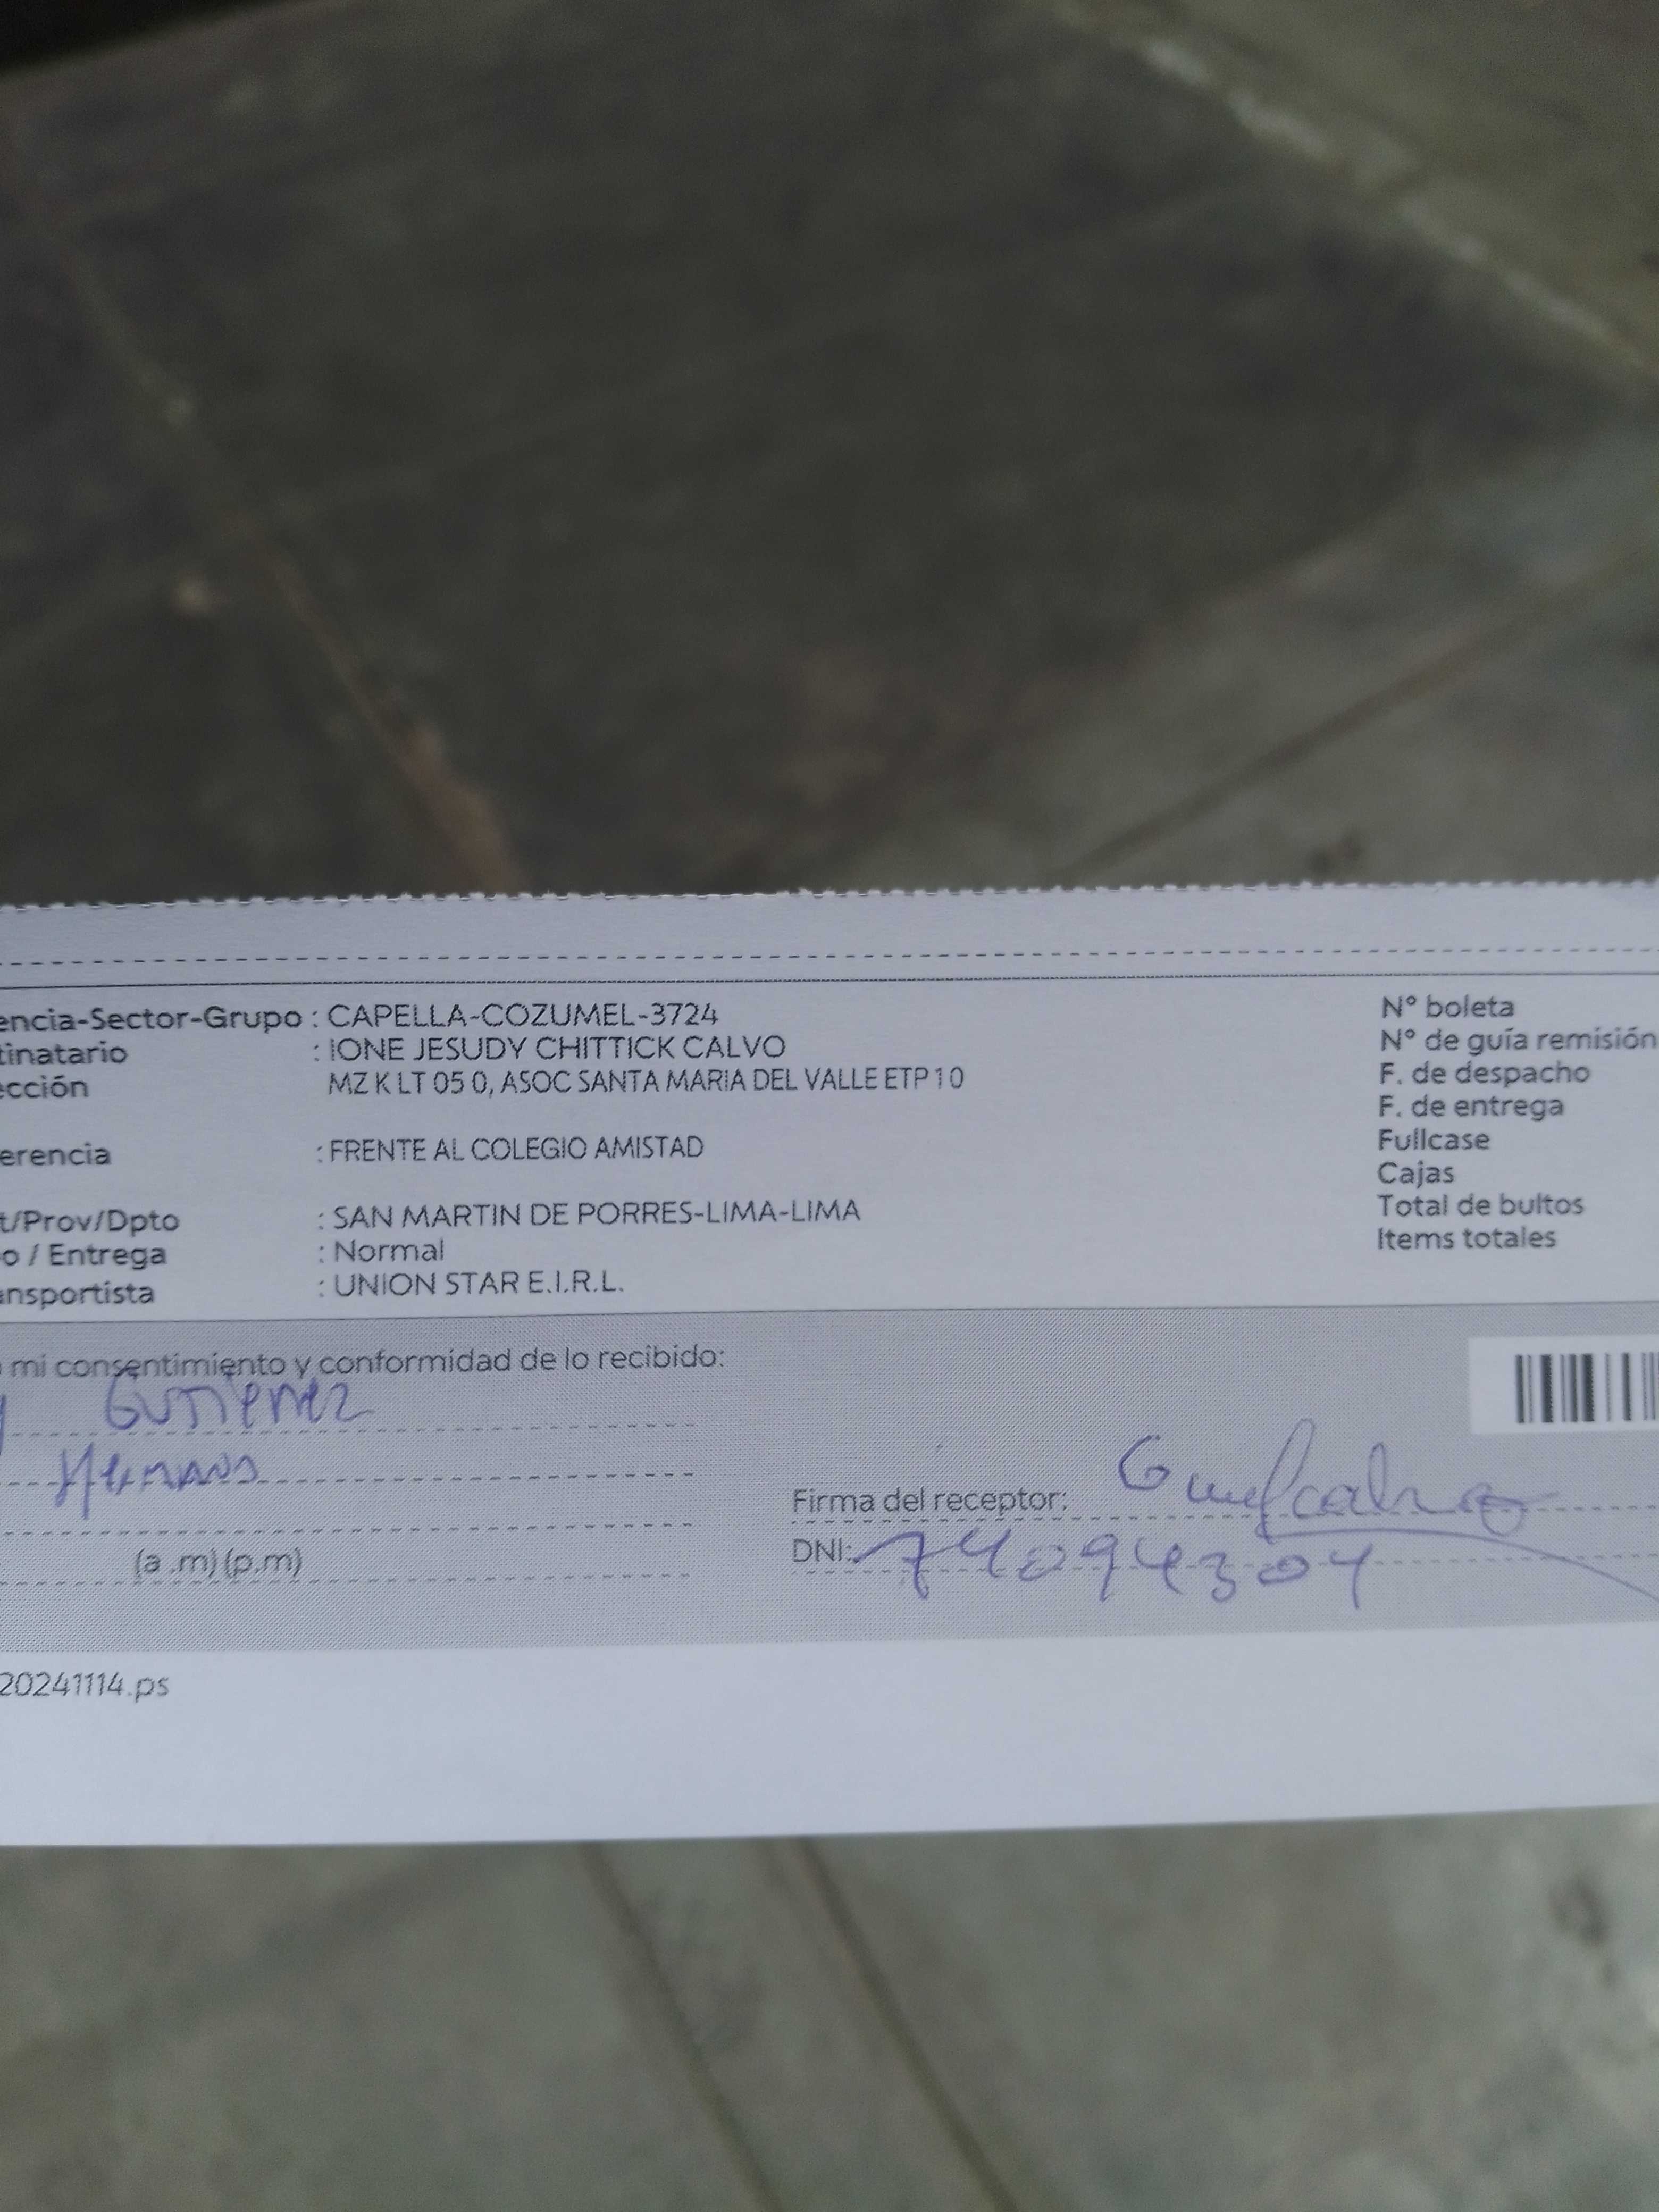 encia-Sector-Grupo : CAPELLA-COZUMEL-3724
tinatario : IONE JESUDY CHITTICK CALVO
ección MZ K LT 05 0, ASOC SANTA MARIA DEL VALLE ETP 1 0
erencia : FRENTE AL COLEGIO AMISTAD
t/Prov/Dpto : SAN MARTIN DE PORRES-LIMA-LIMA
o / Entrega : Normal
ansportista : UNION STAR E.I.R.L.
N° boleta
N° de guía remisión
F. de despacho
F. de entrega
Fullcase
Cajas
Total de bultos
Items totales
mi consentimiento y conformidad de lo recibido:
Gutierrez
Hermano
(a .m) (p.m)
Firma del receptor:
DNI: 74094304
20241114.ps